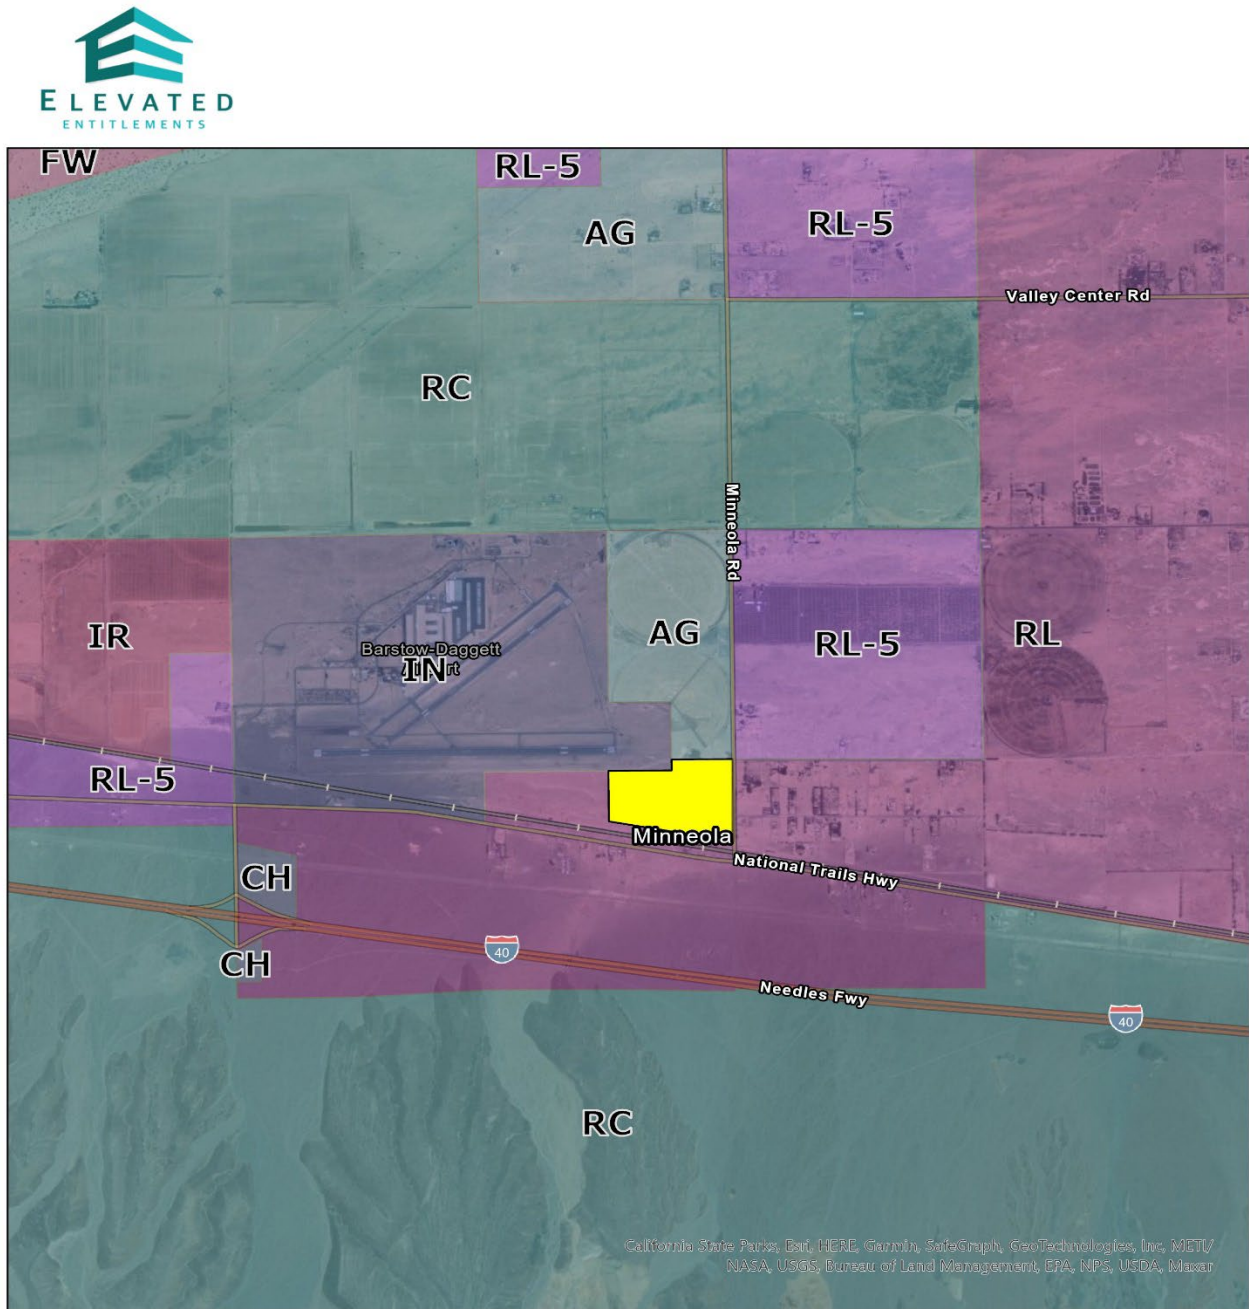 ELEVATED
ENTITLEMENTS
FW
RL-5
AG
RL-5
Valley Center Rd
RC
Minneola Rd
IR
Barstow-Daggett
IN
AG
RL-5
RL
RL-5
Minneola
National Trails Hwy
CH
CH
40
Needles Fwy
40
RC
California State Parks, Esri, HERE, Garmin, SafeGraph, GeoTechnologies, Inc, METI/
NASA, USGS, Bureau of Land Management, EPA, NPS, USDA, Maxar